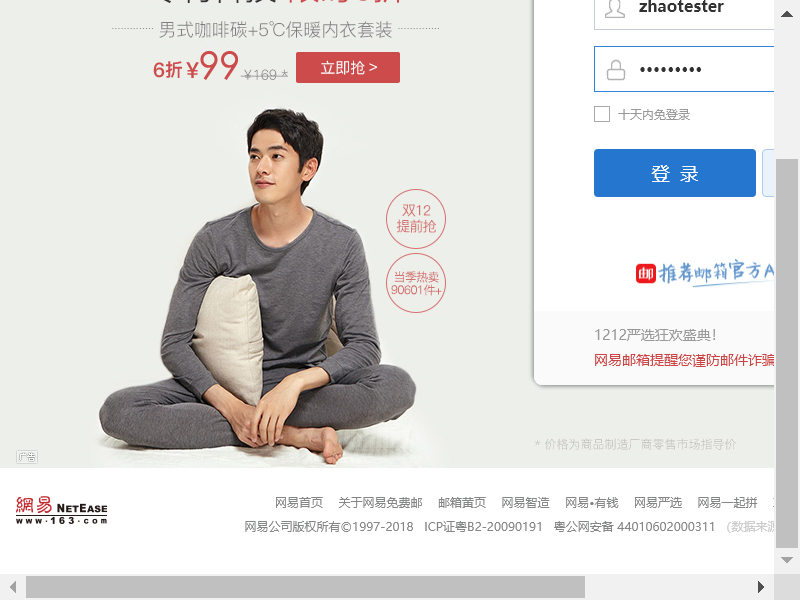 zhaotester
男式咖啡碳+5℃保暖内衣套装
6折 ¥99 ¥169 * 立即抢 >
•••••••••
十天内免登录
登 录
双12
提前抢
当季热卖
90601件+
邮 推荐邮箱官方A
1212严选狂欢盛典!
网易邮箱提醒您谨防邮件诈骗
* 价格为商品制造厂商零售市场指导价
广告
網易 NETEASE
www.163.com
网易首页 关于网易免费邮 邮箱黄页 网易智造 网易•有钱 网易严选 网易一起拼
网易公司版权所有©1997-2018 ICP证粤B2-20090191 粤公网安备 44010602000311 (数据来源